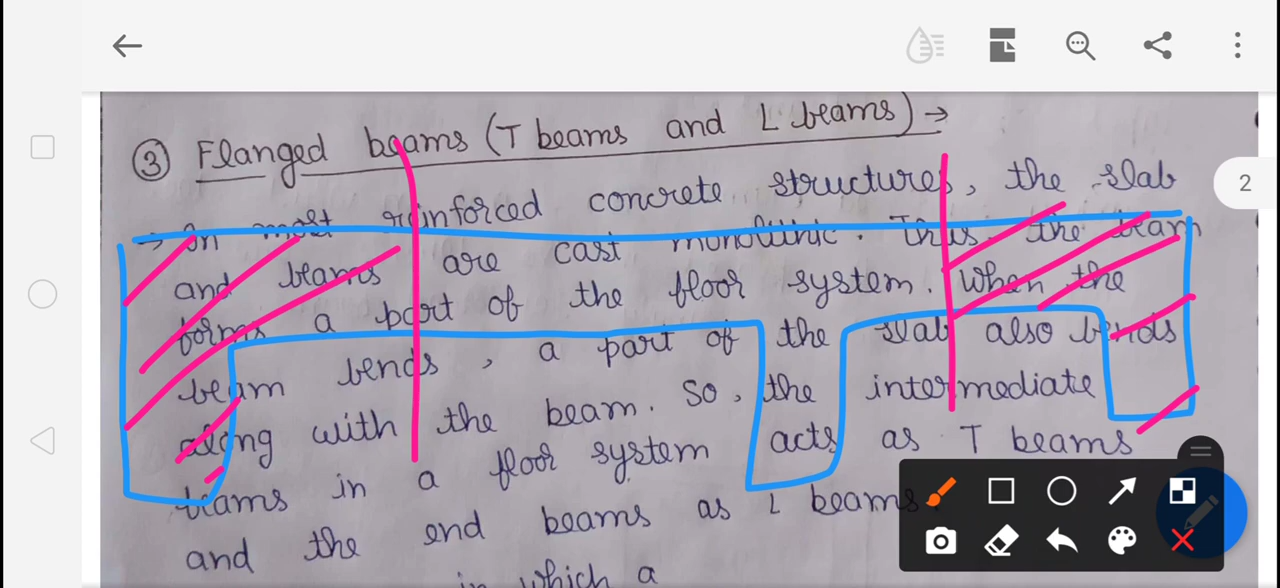 2
③ Flanged beams (T beams and L beams) →
→ In most reinforced concrete structures, the slab
and beams are cast monolithic. Thus the beam
forms a part of the floor system. When the
beam bends, a part of the slab also bends
along with the beam. So, the intermediate
beams in a floor system acts as T beams
and the end beams as L beams
in which a